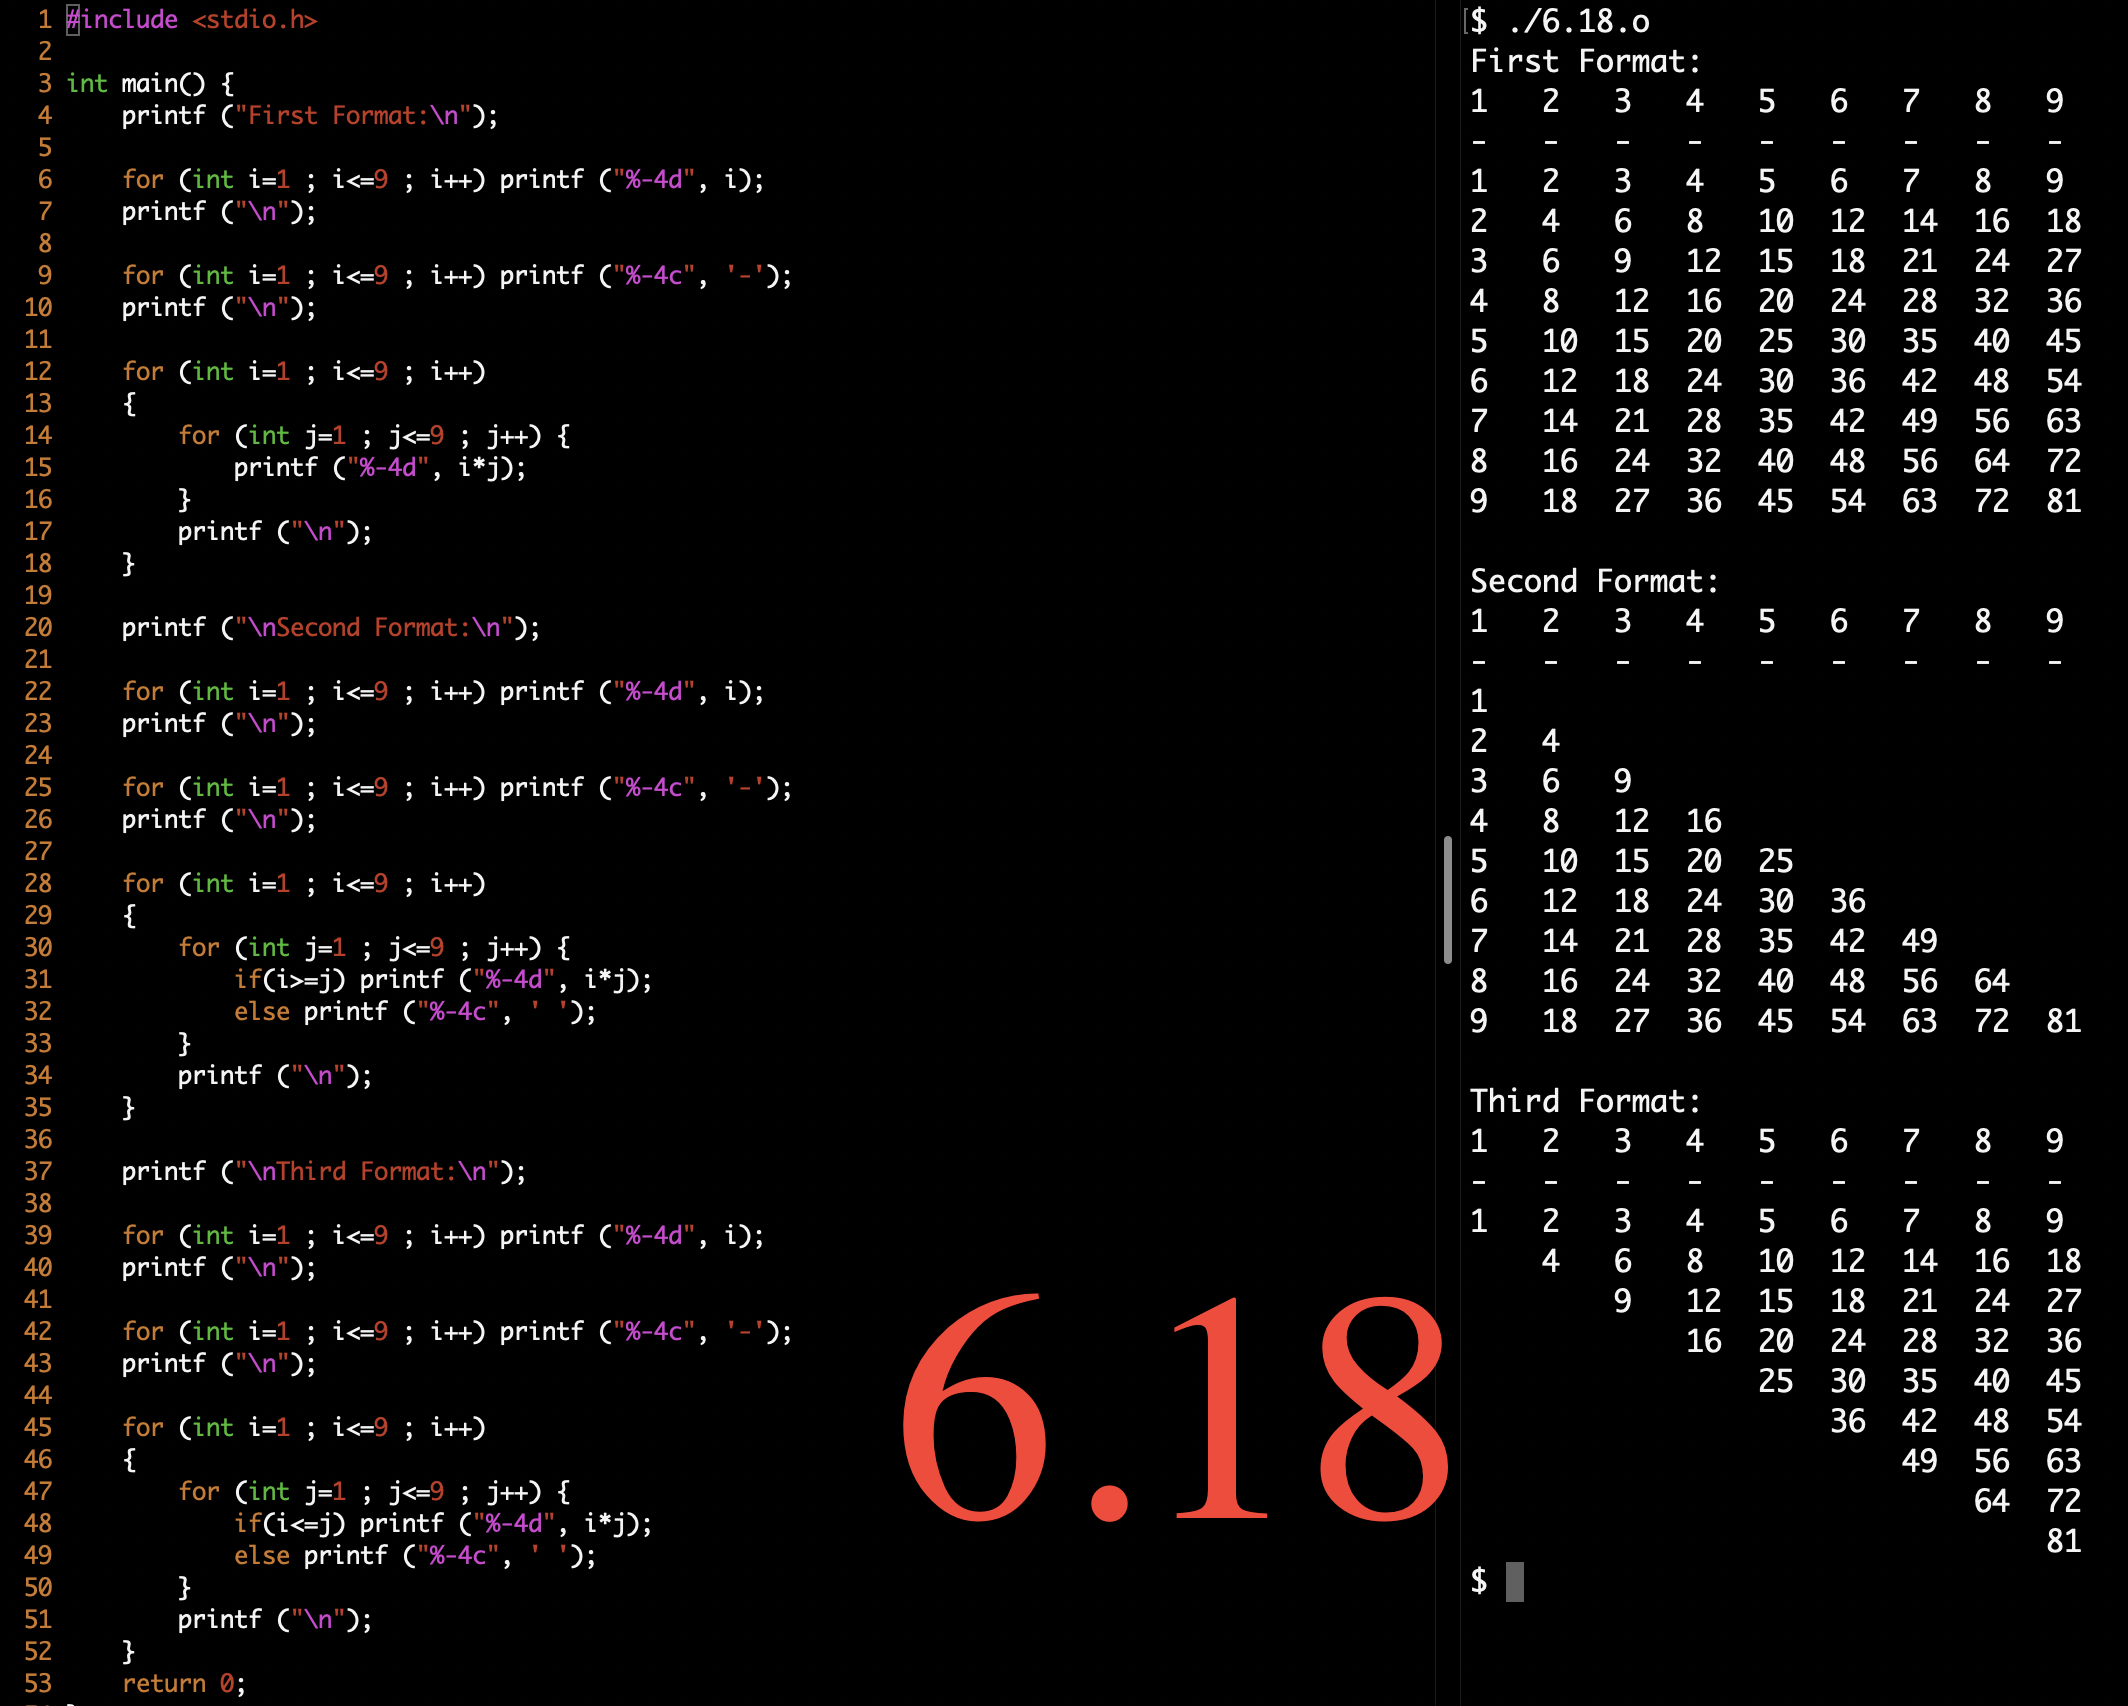 1 #include <stdio.h>
2
3 int main() {
4     printf ("First Format:\n");
5
6     for (int i=1 ; i<=9 ; i++) printf ("%-4d", i);
7     printf ("\n");
8
9     for (int i=1 ; i<=9 ; i++) printf ("%-4c", '-');
10     printf ("\n");
11
12     for (int i=1 ; i<=9 ; i++)
13     {
14         for (int j=1 ; j<=9 ; j++) {
15             printf ("%-4d", i*j);
16         }
17         printf ("\n");
18     }
19
20     printf ("\nSecond Format:\n");
21
22     for (int i=1 ; i<=9 ; i++) printf ("%-4d", i);
23     printf ("\n");
24
25     for (int i=1 ; i<=9 ; i++) printf ("%-4c", '-');
26     printf ("\n");
27
28     for (int i=1 ; i<=9 ; i++)
29     {
30         for (int j=1 ; j<=9 ; j++) {
31             if(i>=j) printf ("%-4d", i*j);
32             else printf ("%-4c", ' ');
33         }
34         printf ("\n");
35     }
36
37     printf ("\nThird Format:\n");
38
39     for (int i=1 ; i<=9 ; i++) printf ("%-4d", i);
40     printf ("\n");
41
42     for (int i=1 ; i<=9 ; i++) printf ("%-4c", '-');
43     printf ("\n");
44
45     for (int i=1 ; i<=9 ; i++)
46     {
47         for (int j=1 ; j<=9 ; j++) {
48             if(i<=j) printf ("%-4d", i*j);
49             else printf ("%-4c", ' ');
50         }
51         printf ("\n");
52     }
53     return 0;
6.18
[$ ./6.18.o
First Format:
1   2   3   4   5   6   7   8   9
-   -   -   -   -   -   -   -   -
1   2   3   4   5   6   7   8   9
2   4   6   8   10  12  14  16  18
3   6   9   12  15  18  21  24  27
4   8   12  16  20  24  28  32  36
5   10  15  20  25  30  35  40  45
6   12  18  24  30  36  42  48  54
7   14  21  28  35  42  49  56  63
8   16  24  32  40  48  56  64  72
9   18  27  36  45  54  63  72  81

Second Format:
1   2   3   4   5   6   7   8   9
-   -   -   -   -   -   -   -   -
1
2   4
3   6   9
4   8   12  16
5   10  15  20  25
6   12  18  24  30  36
7   14  21  28  35  42  49
8   16  24  32  40  48  56  64
9   18  27  36  45  54  63  72  81

Third Format:
1   2   3   4   5   6   7   8   9
-   -   -   -   -   -   -   -   -
1   2   3   4   5   6   7   8   9
    4   6   8   10  12  14  16  18
        9   12  15  18  21  24  27
            16  20  24  28  32  36
                25  30  35  40  45
                    36  42  48  54
                        49  56  63
                            64  72
                                81
$